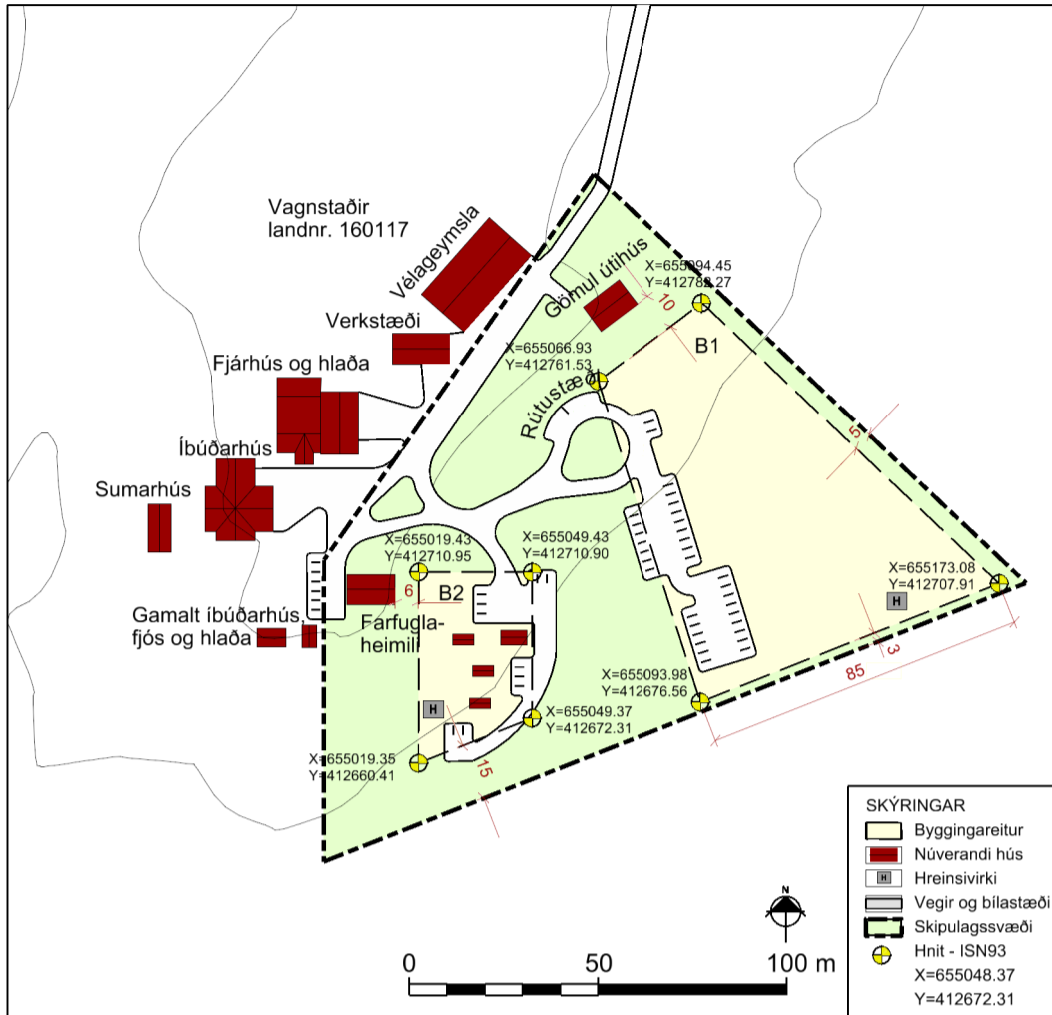 Vagnstaðir
landnr. 160117
Vélageymsla
Gömul útihús
X=655094.45
Y=412782.27
10
Verkstæði
B1
X=655066.93
Y=412761.53
Fjárhús og hlaða
Rútustæði
5
Íbúðarhús
Sumarhús
X=655019.43
Y=412710.95
X=655049.43
Y=412710.90
X=655173.08
Y=412707.91
6
B2
H
Gamalt íbúðarhús,
fjós og hlaða
Farfugla-
heimili
3
85
X=655093.98
Y=412676.56
H
X=655049.37
Y=412672.31
X=655019.35
Y=412660.41
15
SKÝRINGAR
Byggingareitur
Núverandi hús
H
Hreinsivirki
Vegir og bílastæði
Skipulagssvæði
Hnit - ISN93
X=655048.37
Y=412672.31
N
0 50 100 m